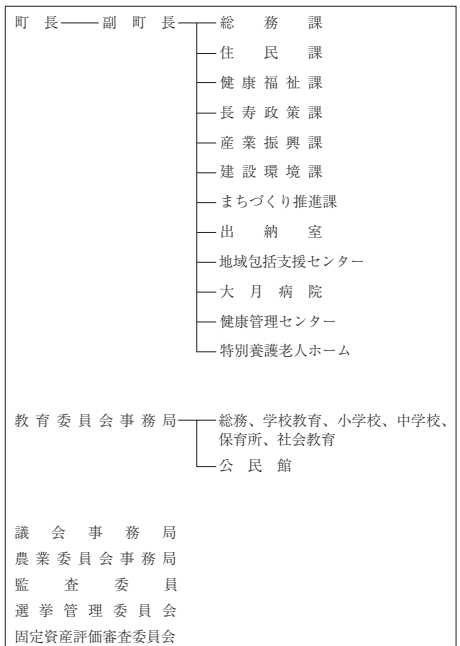 町長 副町長 総務課
住民課
健康福祉課
長寿政策課
産業振興課
建設環境課
まちづくり推進課
出納室
地域包括支援センター
大月病院
健康管理センター
特別養護老人ホーム
教育委員会事務局 総務、学校教育、小学校、中学校、
保育所、社会教育
公民館
議会事務局
農業委員会事務局
監査委員
選挙管理委員会
固定資産評価審査委員会